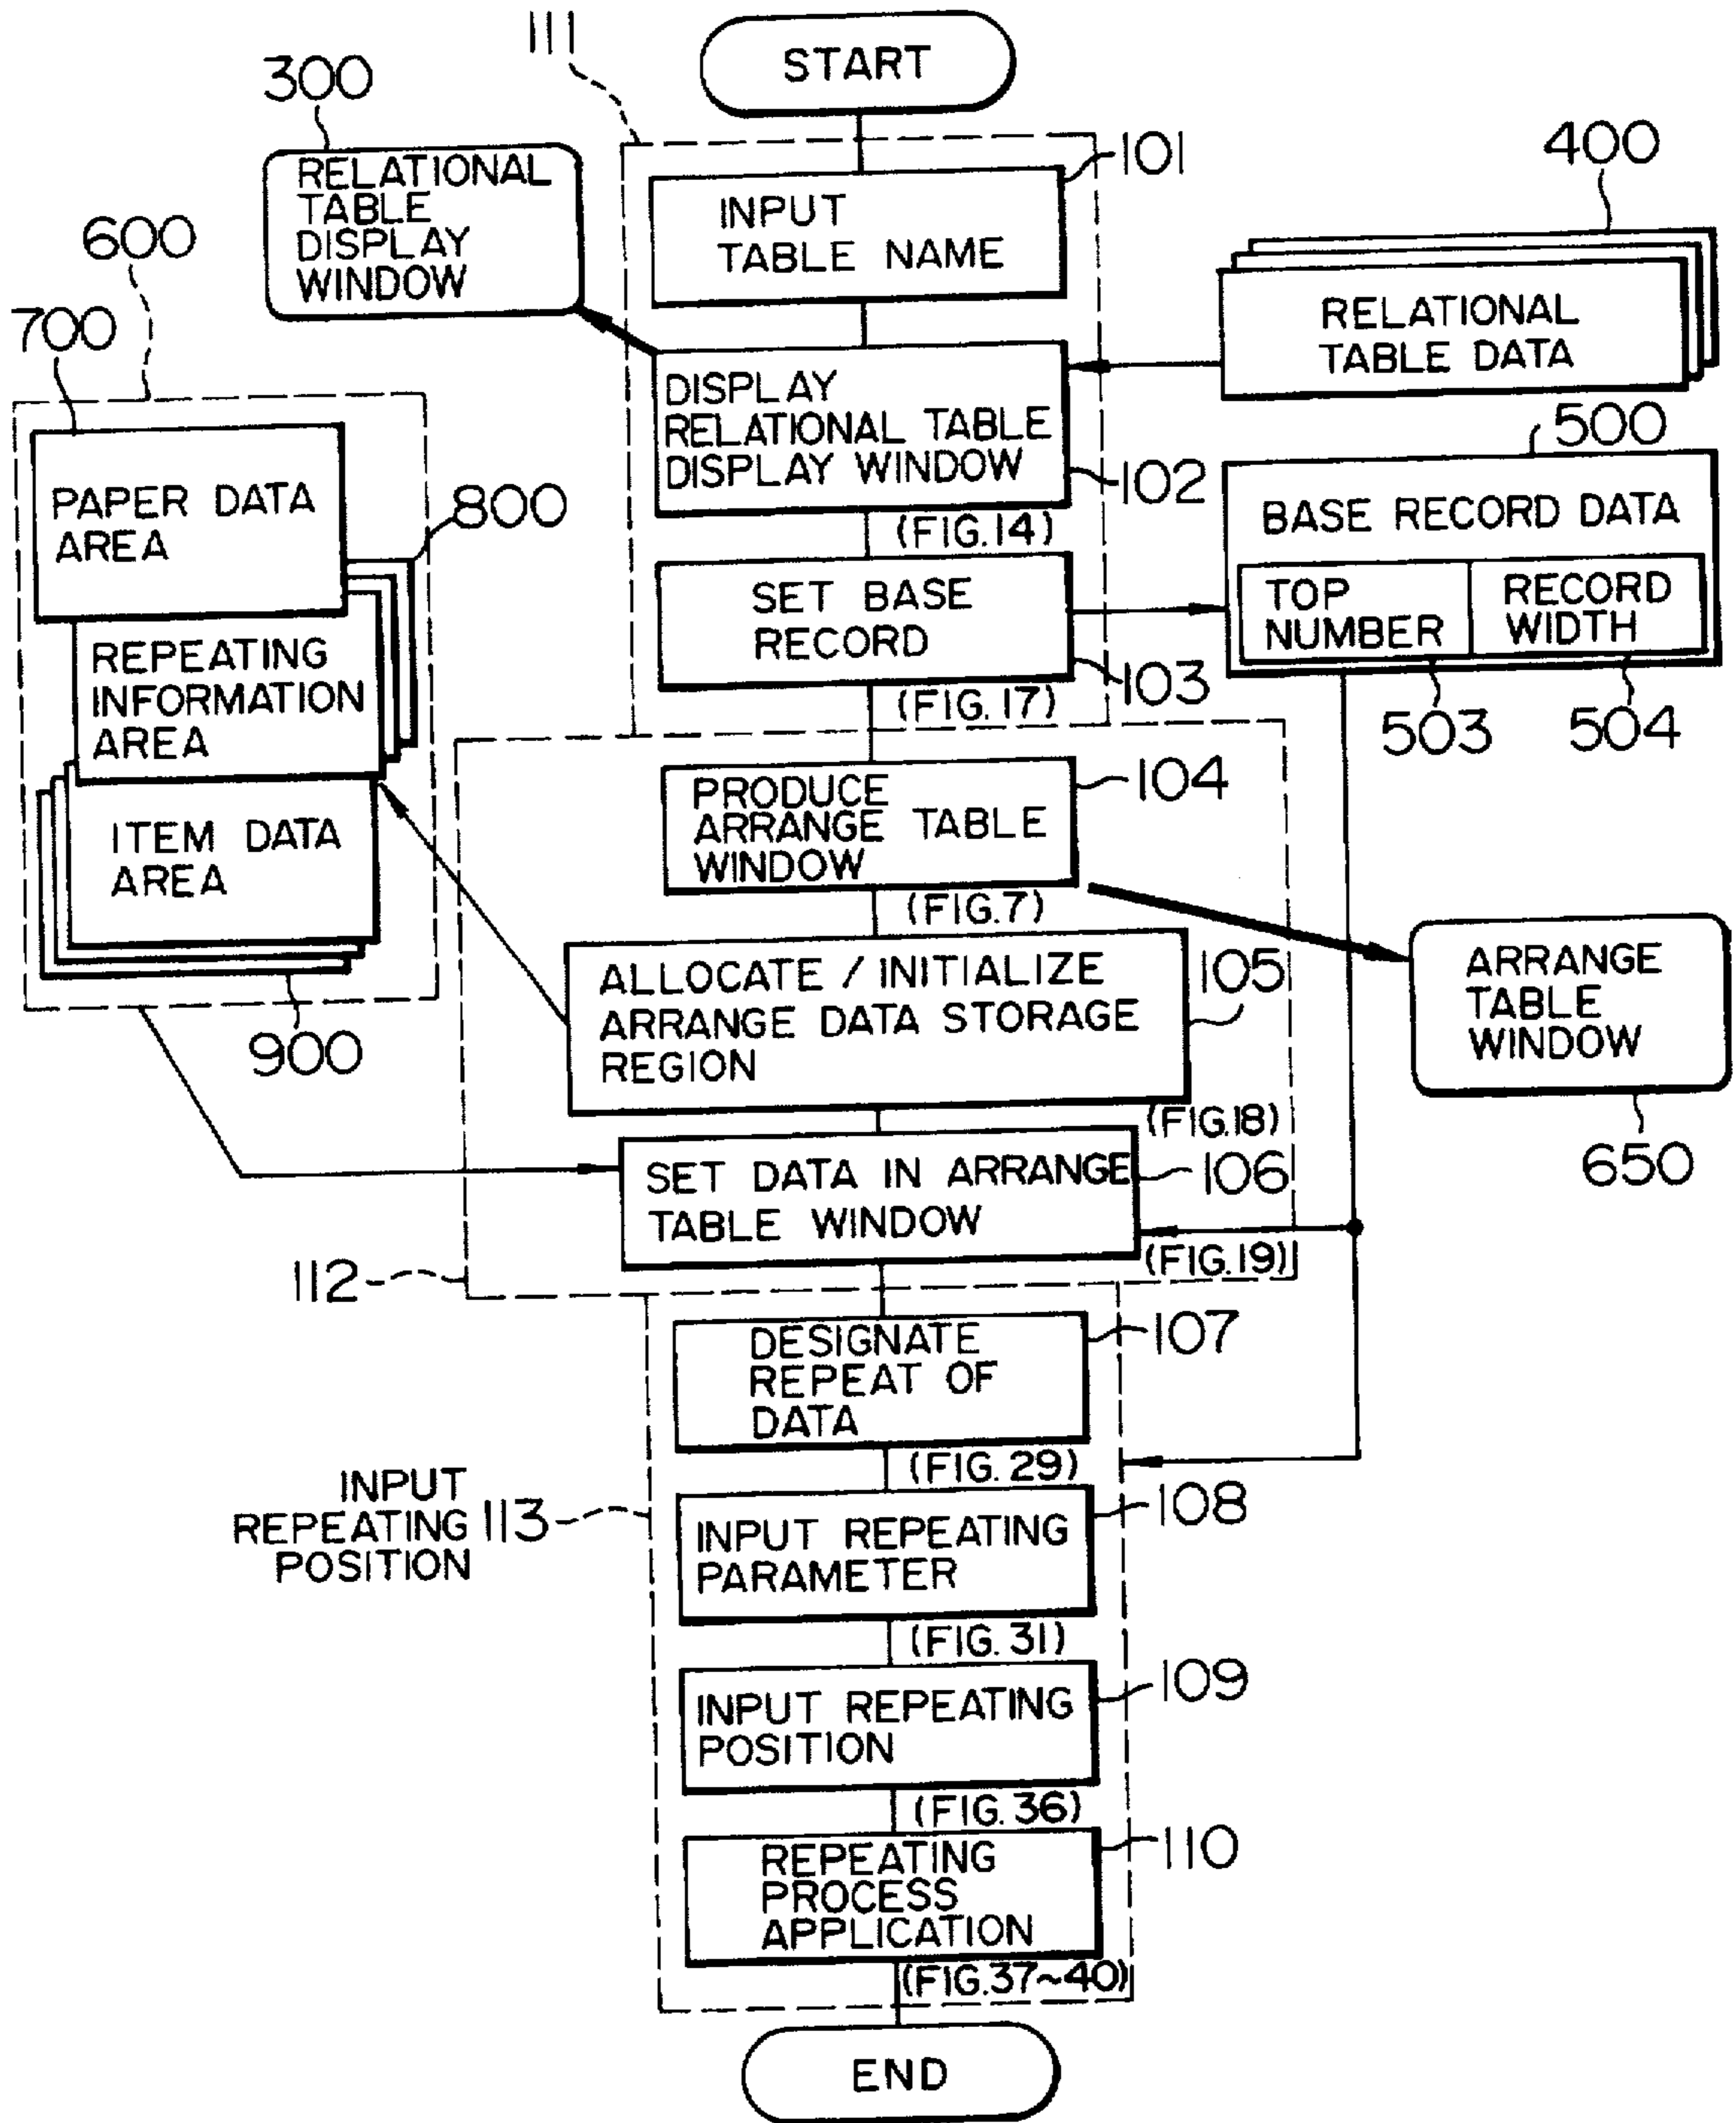 START
111
300
RELATIONAL
TABLE
DISPLAY
WINDOW
101
INPUT
TABLE NAME
400
RELATIONAL
TABLE DATA
600
700
DISPLAY
RELATIONAL TABLE
DISPLAY WINDOW
102
(FIG.14)
500
BASE RECORD DATA
TOP
NUMBER
RECORD
WIDTH
503
504
PAPER DATA
AREA
800
REPEATING
INFORMATION
AREA
ITEM DATA
AREA
900
SET BASE
RECORD
103
(FIG.17)
PRODUCE
ARRANGE TABLE
WINDOW
104
(FIG.7)
ARRANGE
TABLE
WINDOW
650
ALLOCATE / INITIALIZE
ARRANGE DATA STORAGE
REGION
105
(FIG.18)
SET DATA IN ARRANGE
TABLE WINDOW
106
(FIG.19)
112
DESIGNATE
REPEAT OF
DATA
107
(FIG. 29)
INPUT
REPEATING
POSITION
113
INPUT REPEATING
PARAMETER
108
(FIG. 31)
INPUT REPEATING
POSITION
109
(FIG. 36)
REPEATING
PROCESS
APPLICATION
110
(FIG.37~40)
END